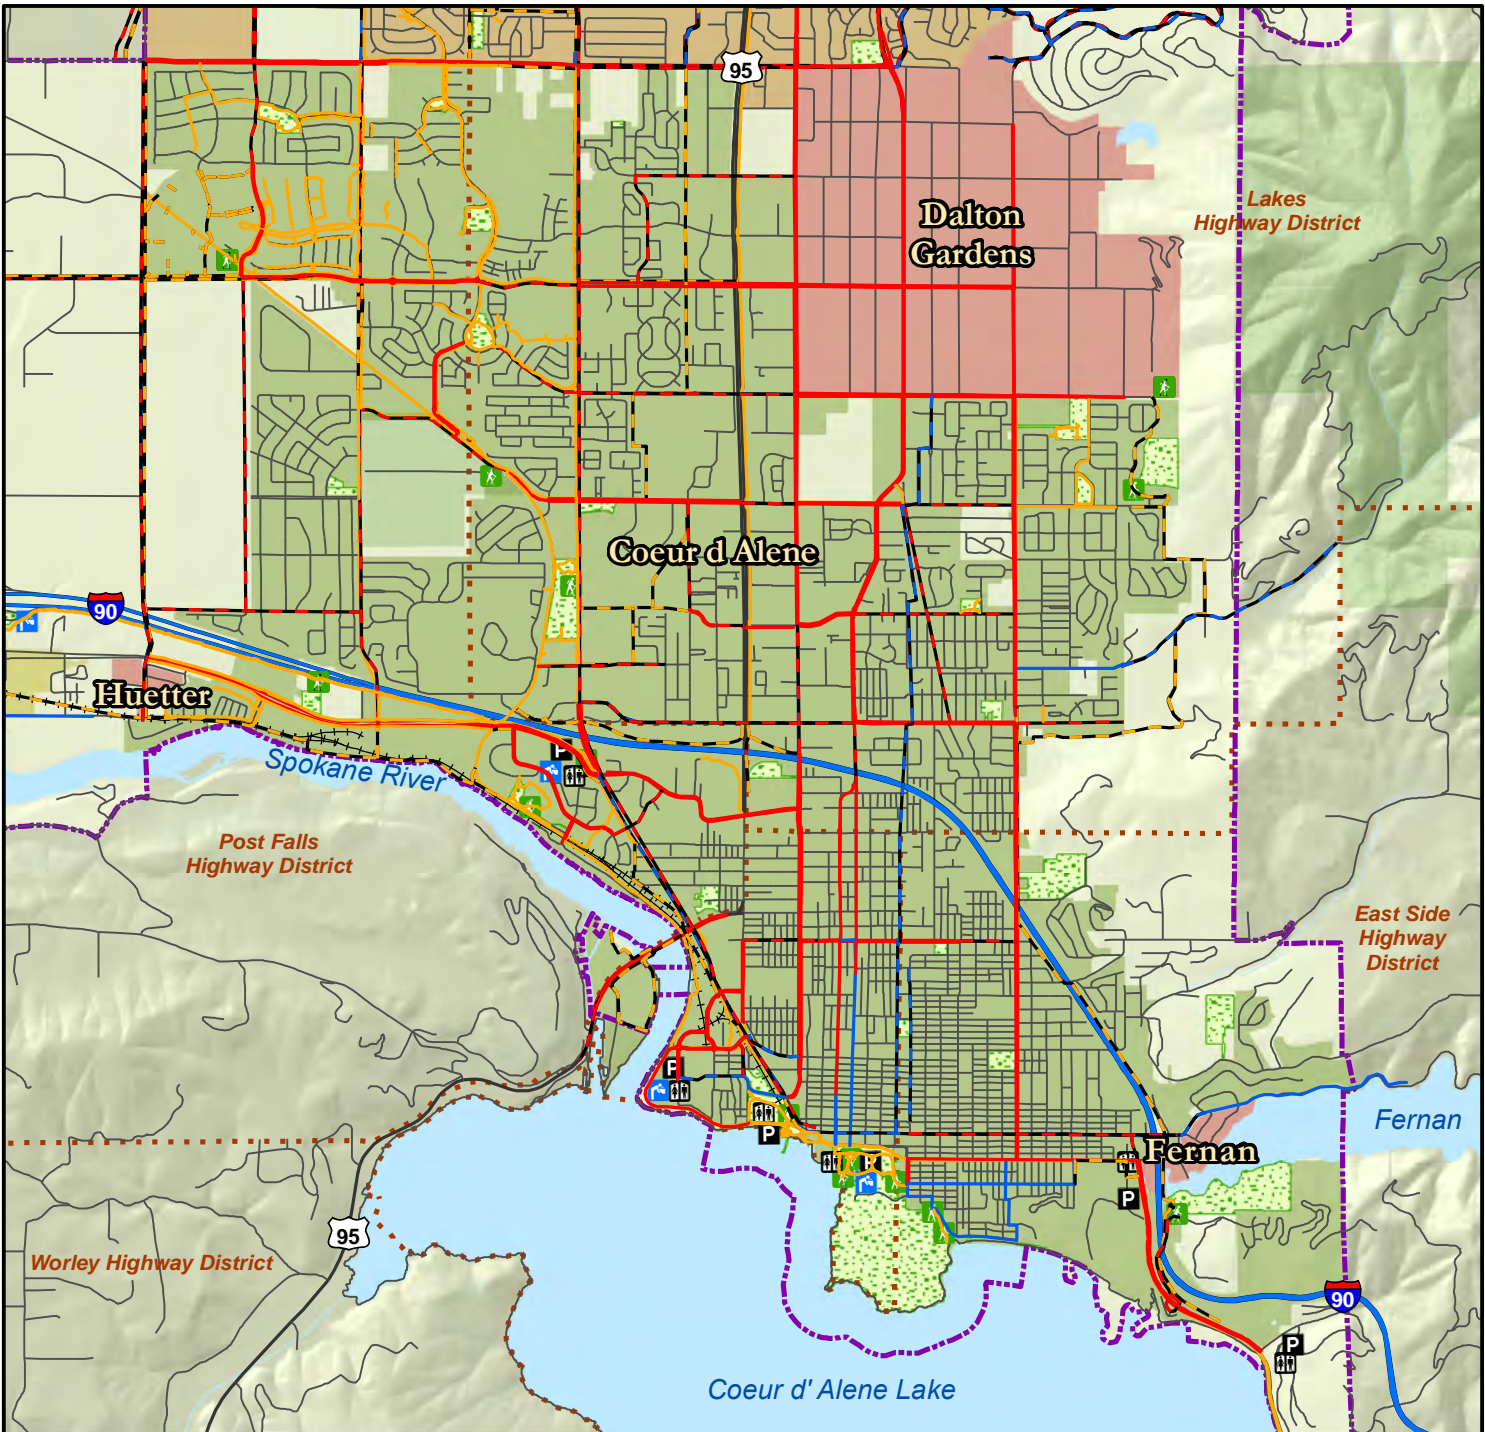 95
Lakes
Highway District
Dalton
Gardens
Coeur d Alene
90
Huetter
Spokane River
P
Post Falls
Highway District
East Side
Highway
District
P
Fernan
P
Fernan
P
P
95
Worley Highway District
90
P
Coeur d' Alene Lake